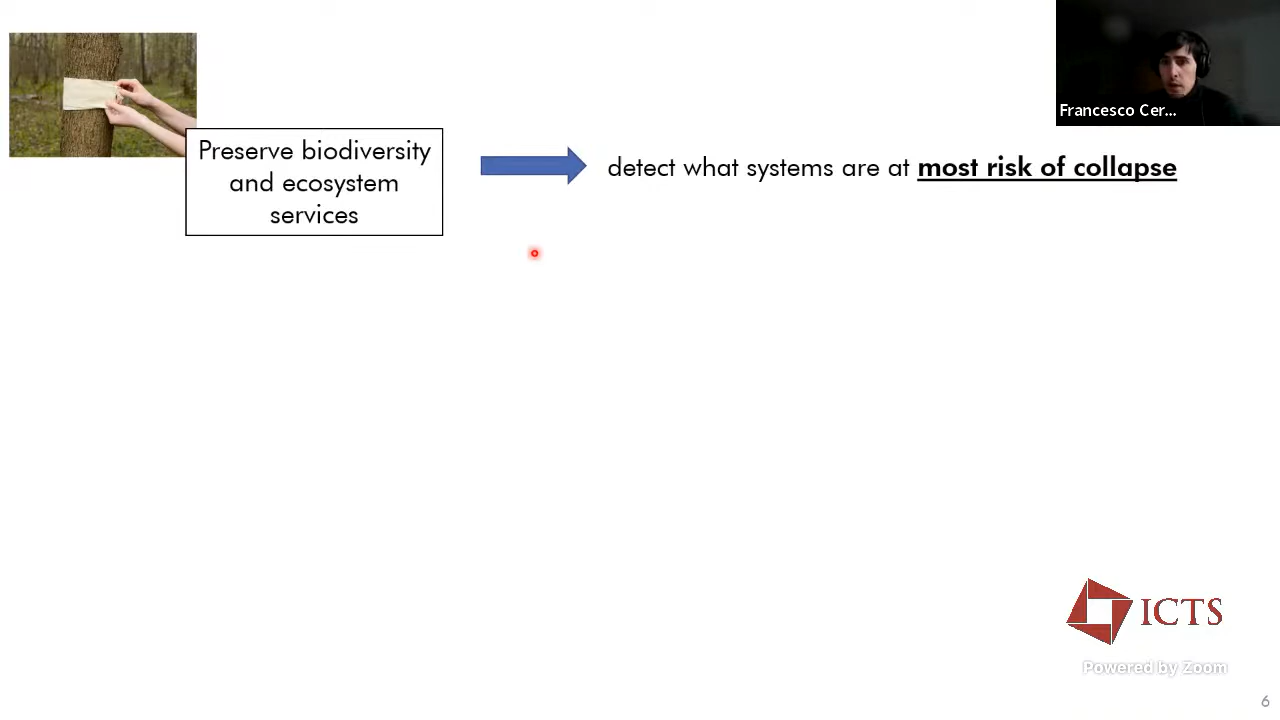 Francesco Cer...
Preserve biodiversity
and ecosystem
services
detect what systems are at most risk of collapse
ICTS
Powered by Zoom
6